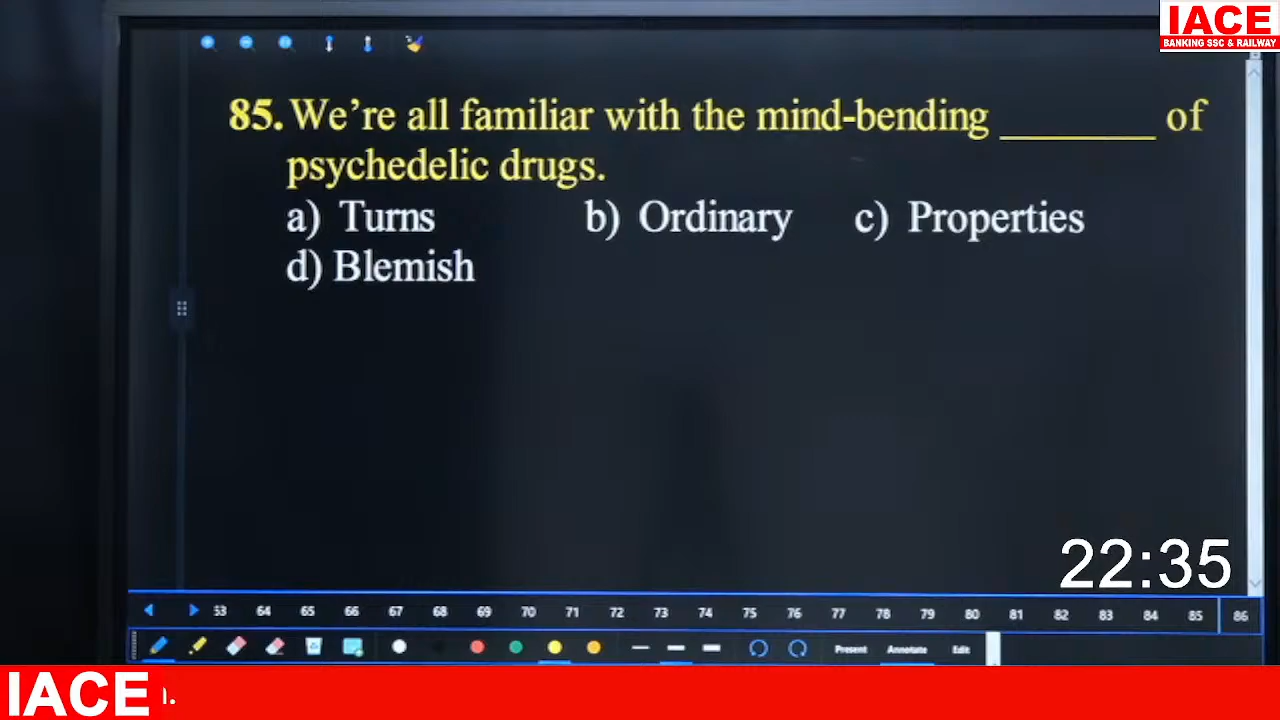 IACE
BANKING SSC & RAILWAY
85. We're all familiar with the mind-bending ________ of
psychedelic drugs.
a) Turns b) Ordinary c) Properties
d) Blemish
22:35
53 64 65 66 67 68 69 70 71 72 73 74 75 76 77 78 79 80 81 82 83 84 85 86
Present Annotate Edit
IACE